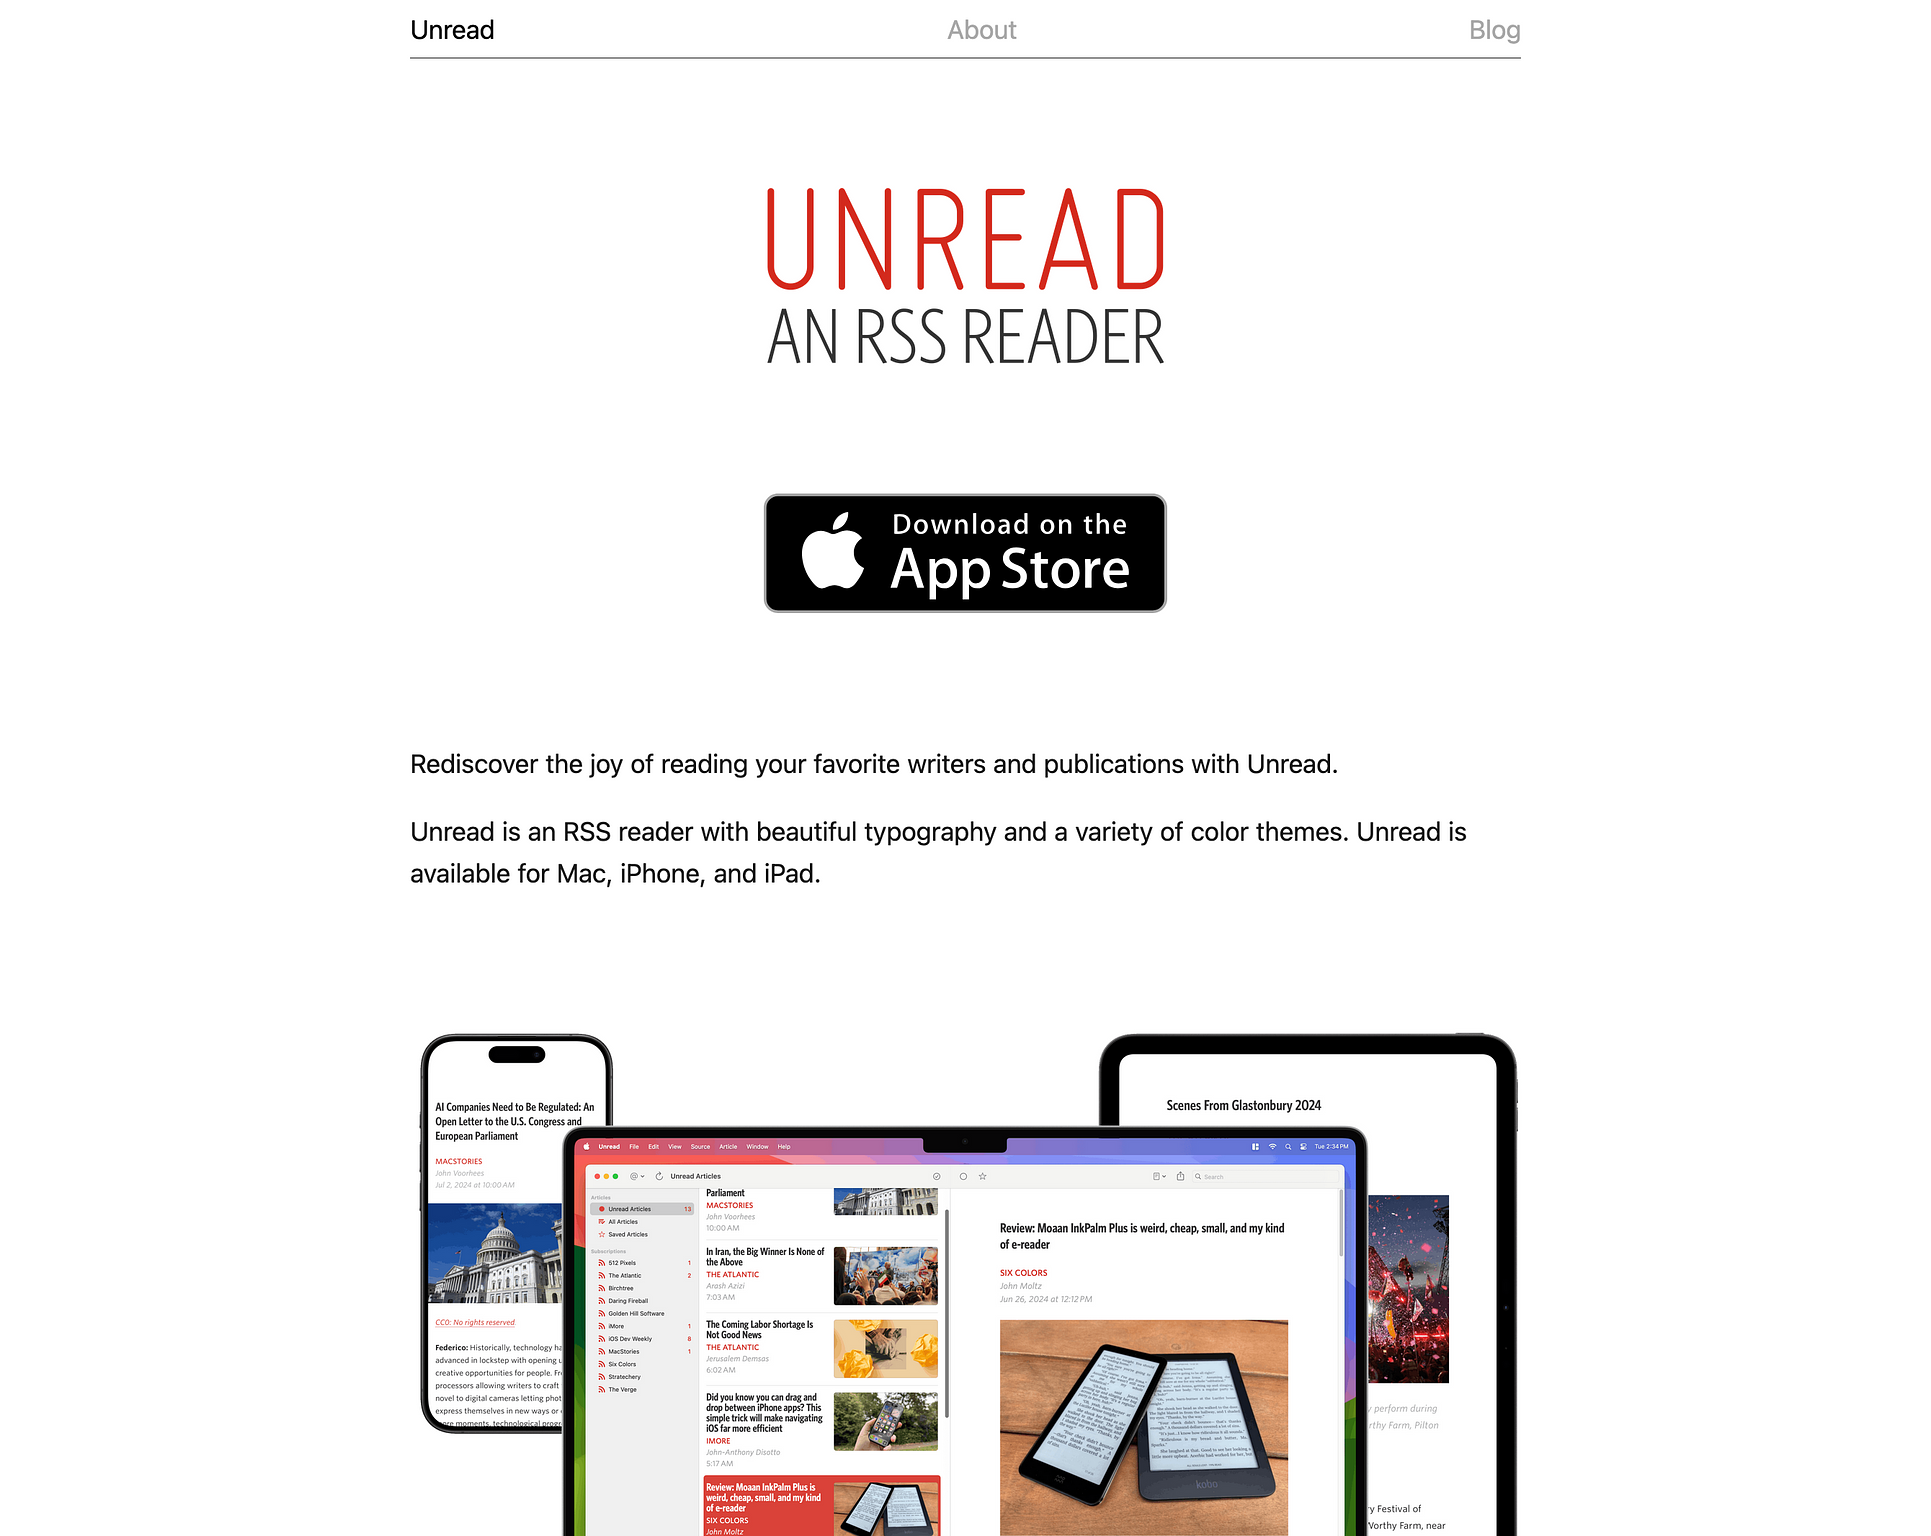 Unread
About
Blog
UNREAD
AN RSS READER
Download on the
App Store
Rediscover the joy of reading your favorite writers and publications with Unread.
Unread is an RSS reader with beautiful typography and a variety of color themes. Unread is
available for Mac, iPhone, and iPad.
AI Companies Need to Be Regulated: An
Open Letter to the U.S. Congress and
European Parliament
MACSTORIES
John Voorhees
Jul 2, 2024 at 10:00 AM
CC0: No rights reserved.
Federico: Historically, technology ha
advanced in lockstep with opening
creative opportunities for people. Fr
processors allowing writers to craft
novel to digital cameras letting phot
express themselves in new ways or
moments, technological progr
Unread File Edit View Source Article Window Help
Tue 2:34 PM
Unread Articles
Search
Articles
Unread Articles 13
All Articles
Saved Articles
Subscriptions
512 Pixels 1
The Atlantic 2
Birchtree
Daring Fireball
Golden Hill Software
iMore 1
iOS Dev Weekly 8
MacStories 1
Six Colors
Stratechery
The Verge
Parliament
MACSTORIES
John Voorhees
10:00 AM
In Iran, the Big Winner Is None of
the Above
THE ATLANTIC
Arash Azizi
7:03 AM
The Coming Labor Shortage Is
Not Good News
THE ATLANTIC
Jerusalem Demsas
6:02 AM
Did you know you can drag and
drop between iPhone apps? This
simple trick will make navigating
iOS far more efficient
IMORE
John-Anthony Disotto
5:17 AM
Review: Moaan InkPalm Plus is
weird, cheap, small, and my kind
of e-reader
SIX COLORS
John Moltz
Review: Moaan InkPalm Plus is weird, cheap, small, and my kind
of e-reader
SIX COLORS
John Moltz
Jun 26, 2024 at 12:12 PM
kobo
Scenes From Glastonbury 2024
perform during
rthy Farm, Pilton
y Festival of
Worthy Farm, near